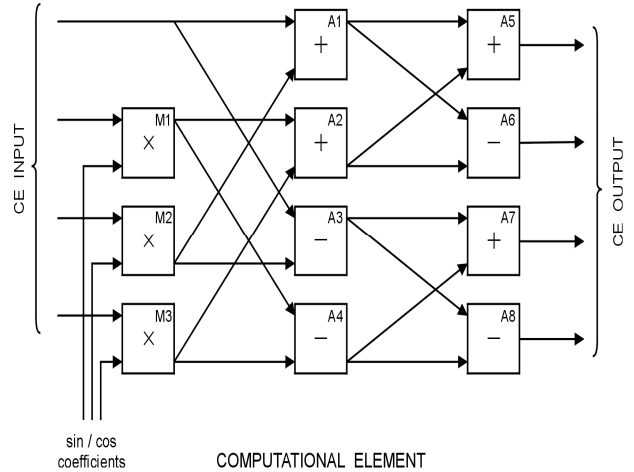 A1
+
A5
+
M1
×
A2
+
A6
−
M2
×
A3
−
A7
+
M3
×
A4
−
A8
−
CE INPUT
CE OUTPUT
sin / cos
coefficients
COMPUTATIONAL ELEMENT